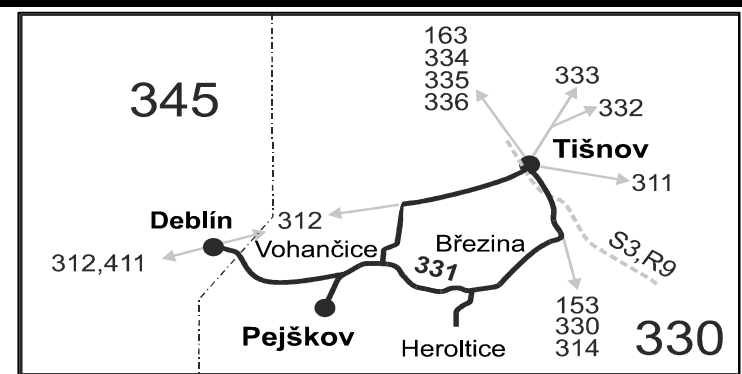 163
334
335
336
333
332
345
Tišnov
311
Deblín
312
Vohančice
Březina
S3,R9
312,411
331
153
330
314
330
Pejškov
Heroltice